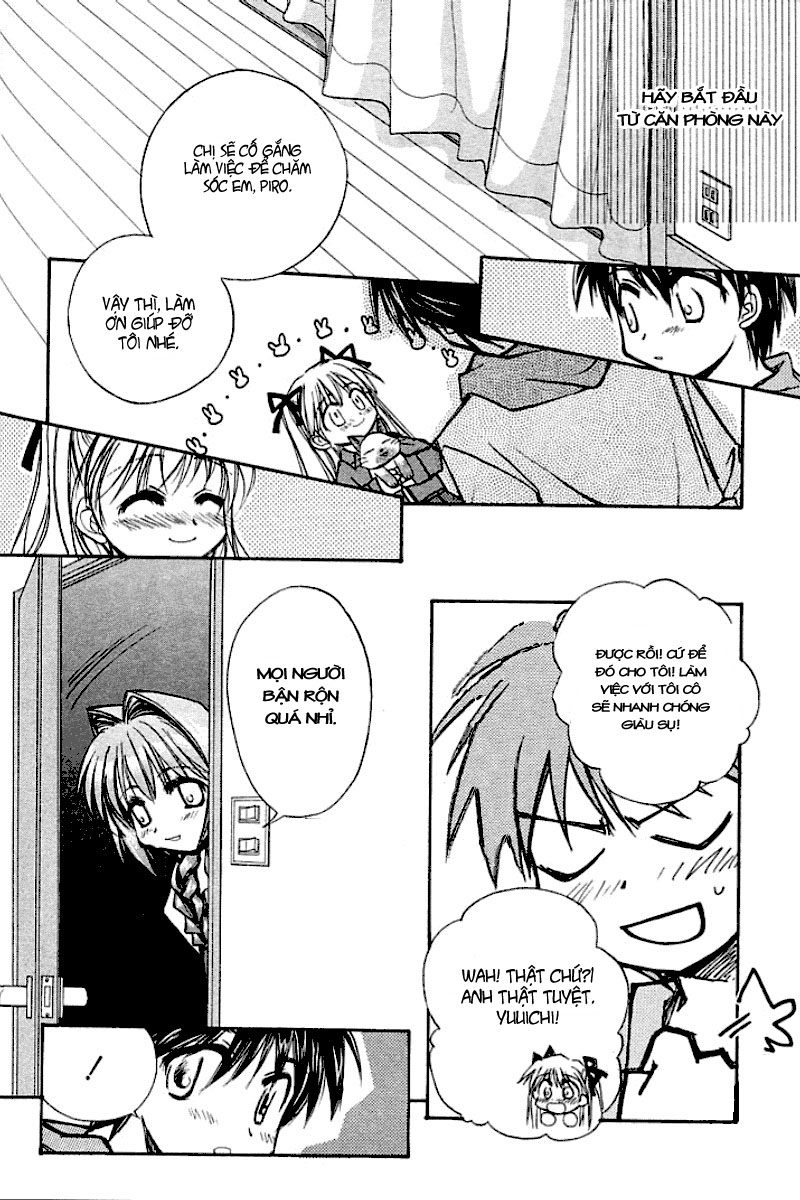 HÃY BẮT ĐẦU
TỪ CĂN PHÒNG NÀY
CHỊ SẼ CỐ GẮNG
LÀM VIỆC ĐỂ CHĂM
SÓC EM, PIRO.
VẬY THÌ, LÀM
ƠN GIÚP ĐỠ
TÔI NHÉ.
ĐƯỢC RỒI! CỨ ĐỂ
ĐÓ CHO TÔI! LÀM
VIỆC VỚI TÔI CÔ
SẼ NHANH CHÓNG
GIÀU SỤ!
WAH! THẬT CHỨ?!
ANH THẬT TUYỆT,
YUUICHI!
MỌI NGƯỜI
BẬN RỘN
QUÁ NHỈ.
!